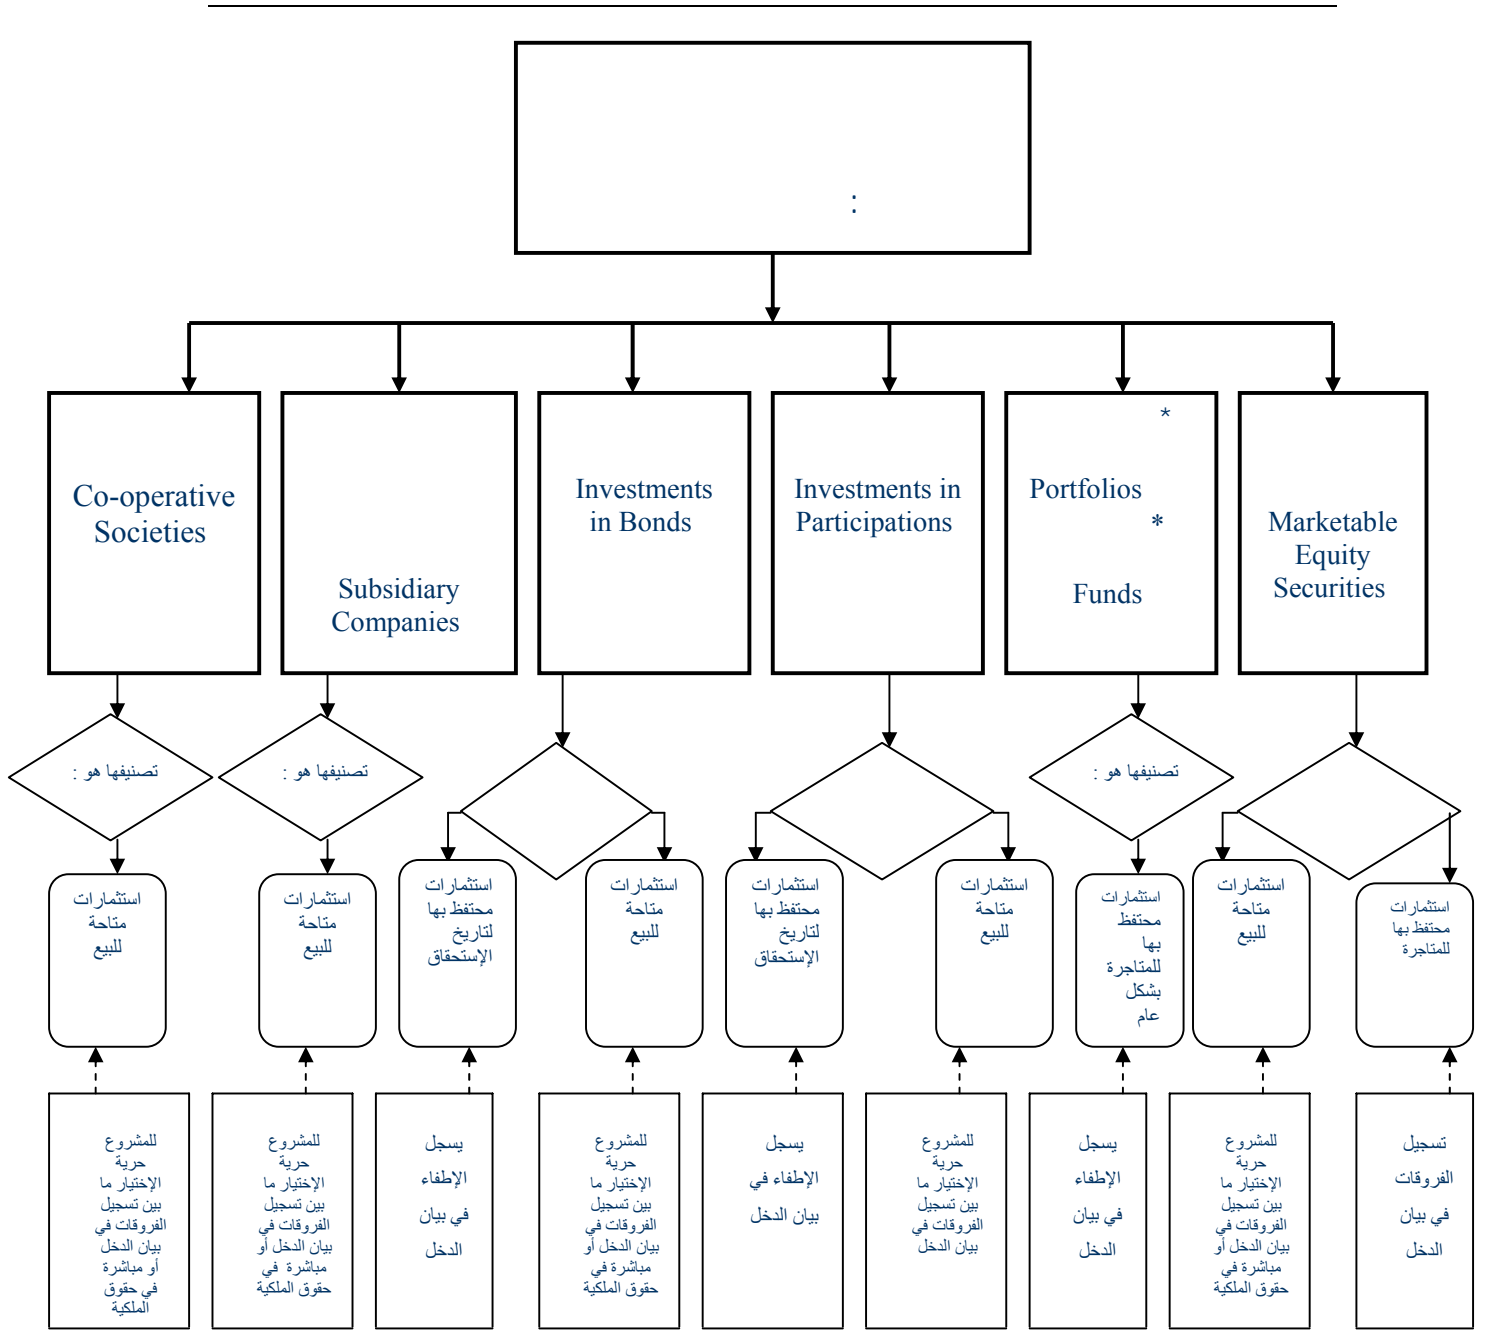 :
Co-operative
Societies
Subsidiary
Companies
Investments
in Bonds
Investments in
Participations
*
Portfolios
*
Funds
Marketable
Equity
Securities
تصنيفها هو :
تصنيفها هو :
تصنيفها هو :
استثمارات
متاحة
للبيع
استثمارات
متاحة
للبيع
استثمارات
محتفظ بها
لتاريخ
الإستحقاق
استثمارات
متاحة
للبيع
استثمارات
محتفظ بها
لتاريخ
الإستحقاق
استثمارات
متاحة
للبيع
استثمارات
محتفظ
بها
للمتاجرة
بشكل
عام
استثمارات
متاحة
للبيع
استثمارات
محتفظ بها
للمتاجرة
للمشروع
حرية
الإختيار ما
بين تسجيل
الفروقات في
بيان الدخل
أو مباشرة
في حقوق
الملكية
للمشروع
حرية
الإختيار ما
بين تسجيل
الفروقات في
بيان الدخل أو
مباشرة في
حقوق الملكية
يسجل
الإطفاء
في بيان
الدخل
للمشروع
حرية
الإختيار ما
بين تسجيل
الفروقات في
بيان الدخل أو
مباشرة في
حقوق الملكية
يسجل
الإطفاء في
بيان الدخل
للمشروع
حرية
الإختيار ما
بين تسجيل
الفروقات في
بيان الدخل
يسجل
الإطفاء
في بيان
الدخل
للمشروع
حرية
الإختيار ما
بين تسجيل
الفروقات في
بيان الدخل أو
مباشرة في
حقوق الملكية
تسجيل
الفروقات
في بيان
الدخل